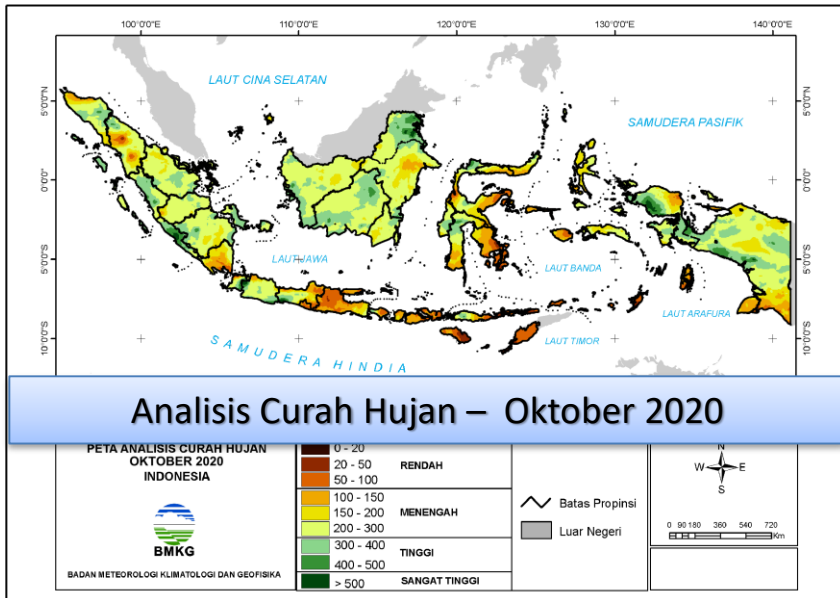 100°0'0"E 110°0'0"E 120°0'0"E 130°0'0"E 140°0'0"E
LAUT CINA SELATAN
SAMUDERA PASIFIK
5°0'0"N 5°0'0"N
0°0'0" 0°0'0"
5°0'0"S 5°0'0"S
10°0'0"S 10°0'0"S
LAUT JAWA
LAUT BANDA
LAUT ARAFURA
LAUT TIMOR
SAMUDERA HINDIA
Analisis Curah Hujan – Oktober 2020
PETA ANALISIS CURAH HUJAN
OKTOBER 2020
INDONESIA
BMKG
BADAN METEOROLOGI KLIMATOLOGI DAN GEOFISIKA
0 - 20
20 - 50 RENDAH
50 - 100
100 - 150
150 - 200 MENENGAH
200 - 300
300 - 400 TINGGI
400 - 500
> 500 SANGAT TINGGI
Batas Propinsi
Luar Negeri
N
W E
S
0 90 180 360 540 720
Km